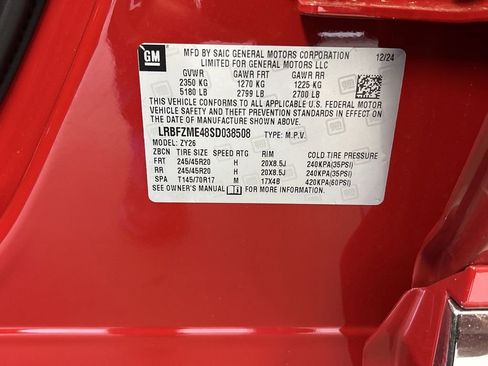 GM
MFD BY SAIC GENERAL MOTORS CORPORATION 12/24
LIMITED FOR GENERAL MOTORS LLC
GVWR GAWR FRT GAWR RR
2350 KG 1270 KG 1225 KG
5180 LB 2799 LB 2700 LB
THIS VEHICLE CONFORMS TO ALL APPLICABLE U.S. FEDERAL MOTOR
VEHICLE SAFETY AND THEFT PREVENTION STANDARDS IN EFFECT ON
THE DATE OF MANUFACTURE SHOWN ABOVE.
LRBFZME48SD038508 TYPE: M.P.V.
MODEL: ZY26
ZBCN TIRE SIZE SPEED RTG RIM COLD TIRE PRESSURE
FRT 245/45R20 H 20X8.5J 240KPA(35PSI)
RR 245/45R20 H 20X8.5J 240KPA(35PSI)
SPA T145/70R17 M 17X4B 420KPA(60PSI)
SEE OWNER'S MANUAL FOR MORE INFORMATION.